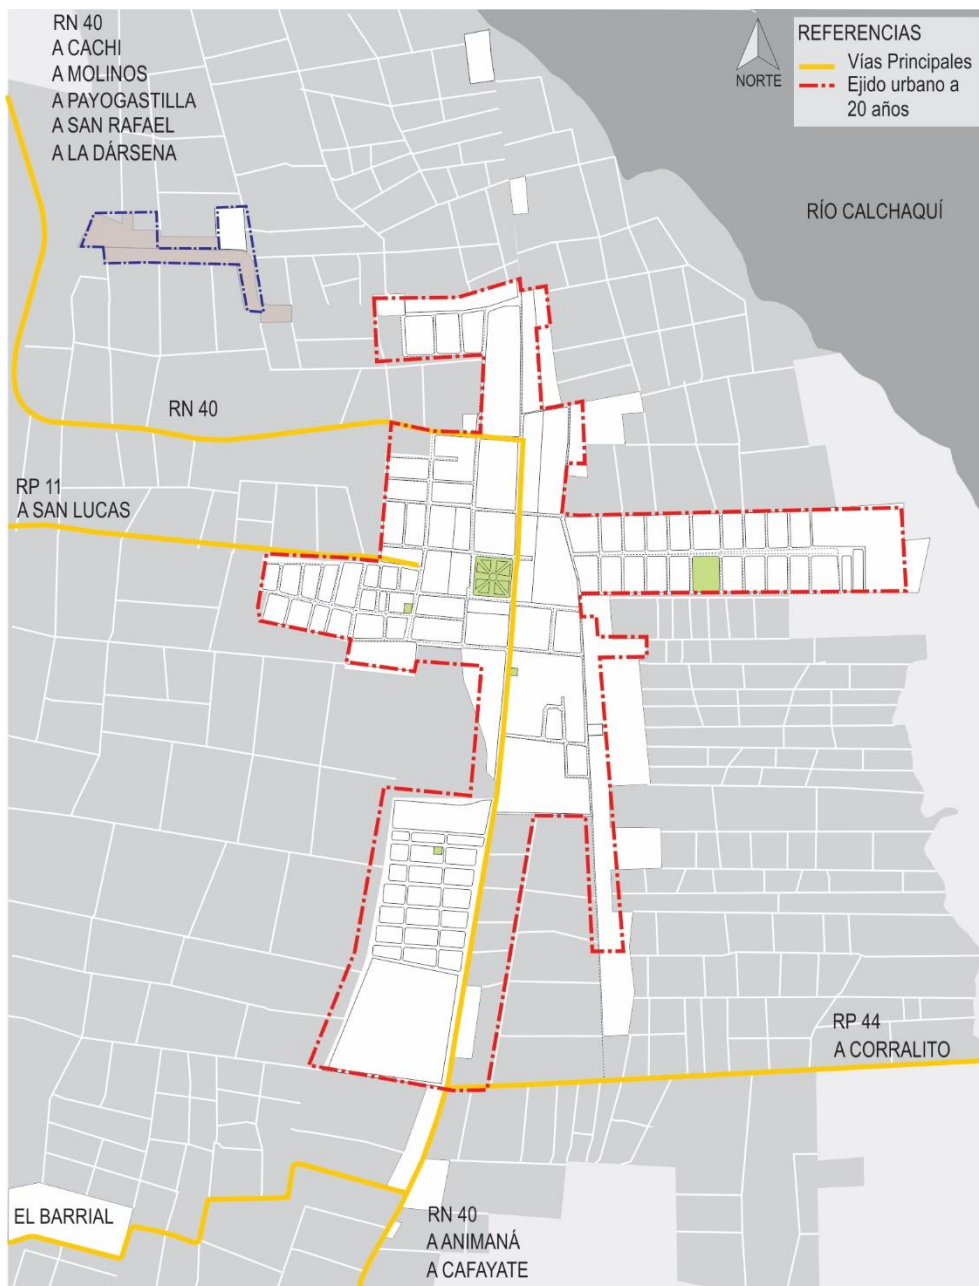 RN 40
A CACHI
A MOLINOS
A PAYOGASTILLA
A SAN RAFAEL
A LA DÁRSENA
NORTE
REFERENCIAS
Vías Principales
Ejido urbano a
20 años
RÍO CALCHAQUÍ
RN 40
RP 11
A SAN LUCAS
RP 44
A CORRALITO
EL BARRIAL
RN 40
A ANIMANÁ
A CAFAYATE